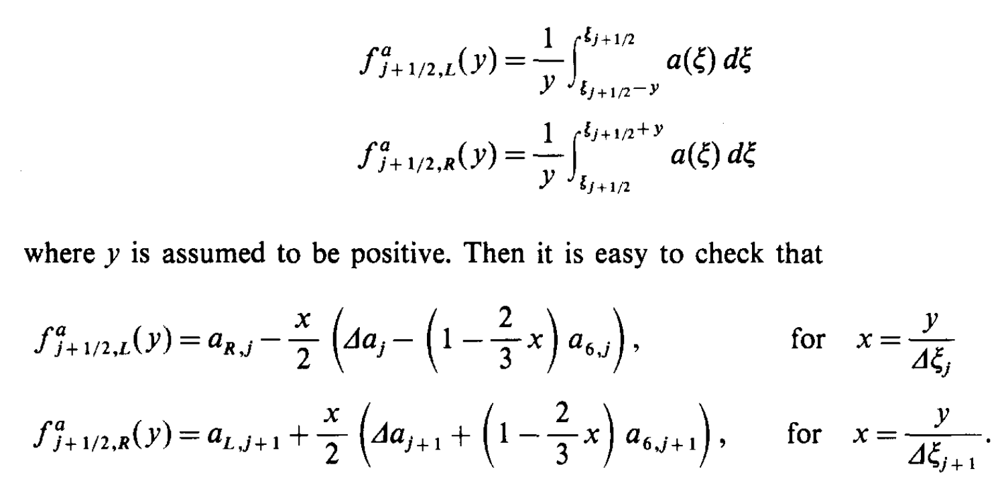 $f^a_{j+1/2,L}(y) = \frac{1}{y} \int_{\xi_{j+1/2}-y}^{\xi_{j+1/2}} a(\xi)\, d\xi$
$f^a_{j+1/2,R}(y) = \frac{1}{y} \int_{\xi_{j+1/2}}^{\xi_{j+1/2}+y} a(\xi)\, d\xi$
where y is assumed to be positive. Then it is easy to check that
$f^a_{j+1/2,L}(y) = a_{R,j} - \frac{x}{2} \left( \Delta a_j - \left( 1 - \frac{2}{3} x \right) a_{6,j} \right), \quad \text{for} \quad x = \frac{y}{\Delta \xi_j}$
$f^a_{j+1/2,R}(y) = a_{L,j+1} + \frac{x}{2} \left( \Delta a_{j+1} + \left( 1 - \frac{2}{3} x \right) a_{6,j+1} \right), \quad \text{for} \quad x = \frac{y}{\Delta \xi_{j+1}}.$